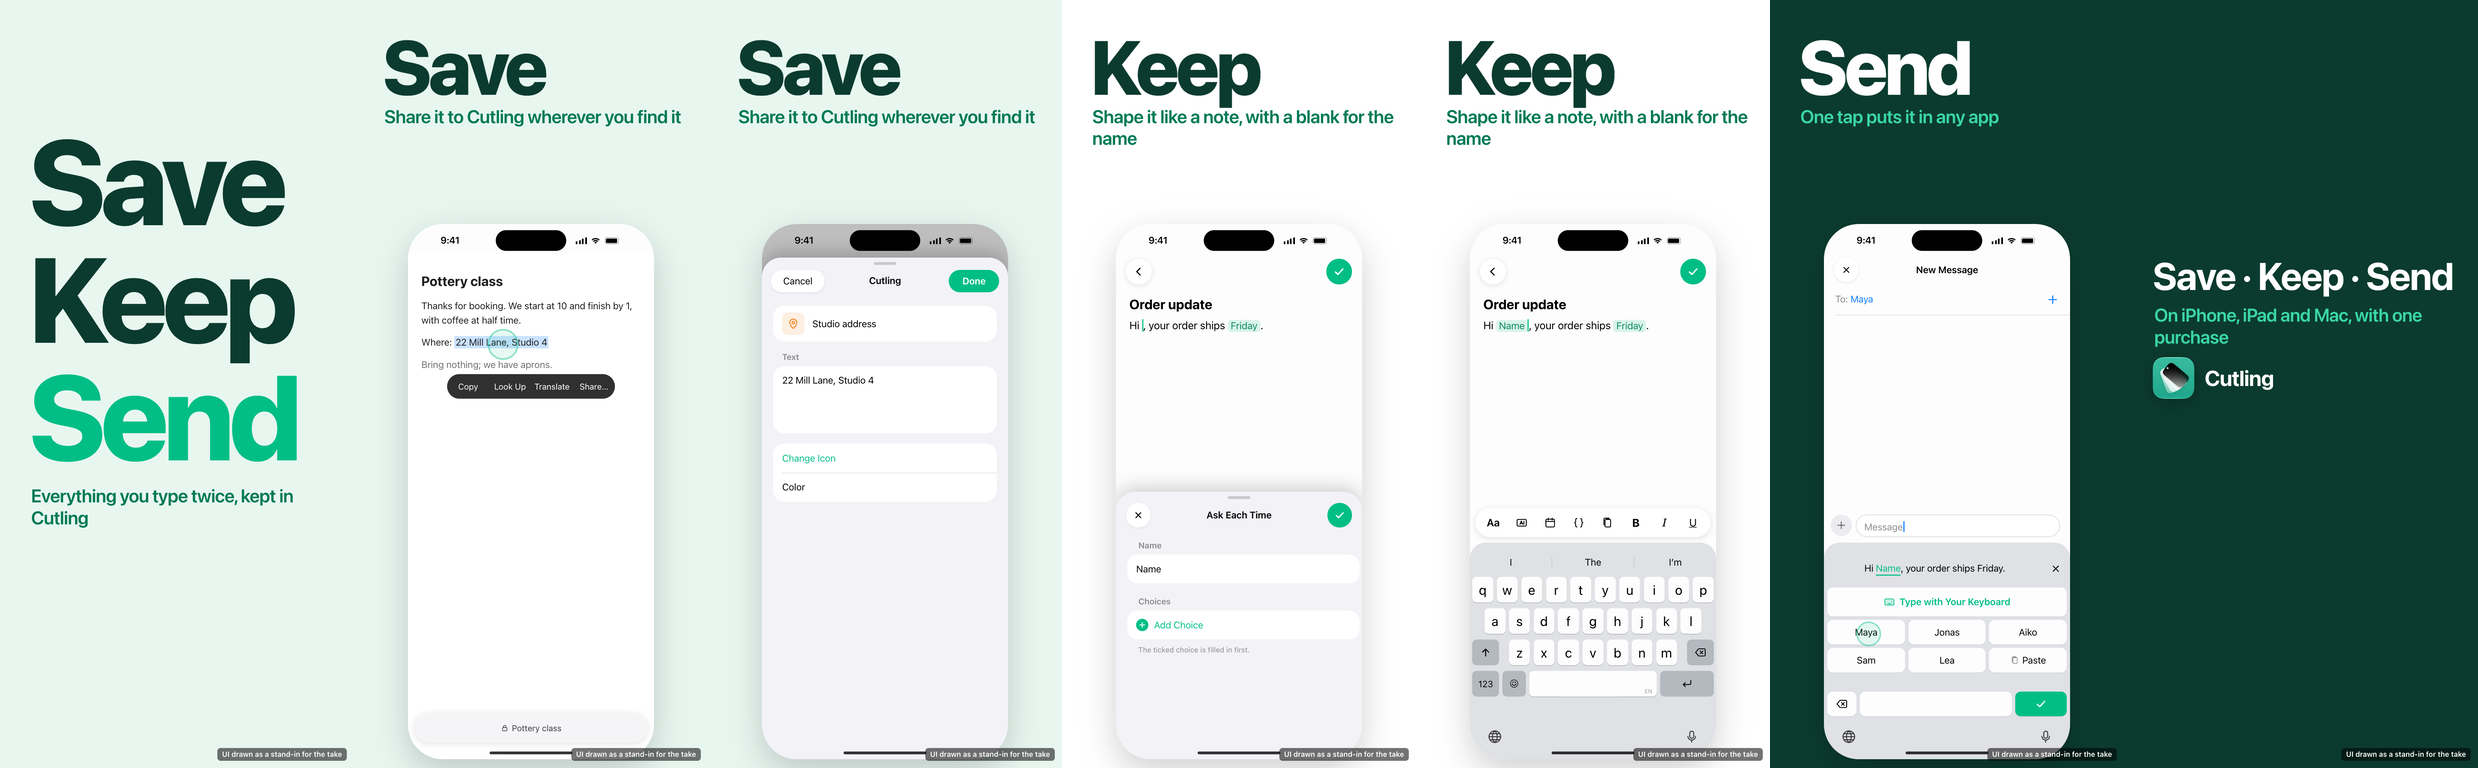 Save
Keep
Send
Everything you type twice, kept in
Cutling
UI drawn as a stand-in for the take
Save
Share it to Cutling wherever you find it
9:41
Pottery class
Thanks for booking. We start at 10 and finish by 1,
with coffee at half time.
Where: 22 Mill Lane, Studio 4
Bring nothing; we have aprons.
Copy Look Up Translate Share...
Pottery class
UI drawn as a stand-in for the take
Save
Share it to Cutling wherever you find it
9:41
Cancel Cutling Done
Studio address
Text
22 Mill Lane, Studio 4
Change Icon
Color
UI drawn as a stand-in for the take
Keep
Shape it like a note, with a blank for the
name
9:41
Order update
Hi , your order ships Friday.
Ask Each Time
Name
Name
Choices
Add Choice
The ticked choice is filled in first.
UI drawn as a stand-in for the take
Keep
Shape it like a note, with a blank for the
name
9:41
Order update
Hi Name , your order ships Friday.
Aa {} B I U
I The I'm
q w e r t y u i o p
a s d f g h j k l
z x c v b n m
123 EN
UI drawn as a stand-in for the take
Send
One tap puts it in any app
9:41
New Message
To: Maya
Message
Hi Name, your order ships Friday.
Type with Your Keyboard
Maya Jonas Aiko
Sam Lea Paste
UI drawn as a stand-in for the take
Save · Keep · Send
On iPhone, iPad and Mac, with one
purchase
Cutling
UI drawn as a stand-in for the take